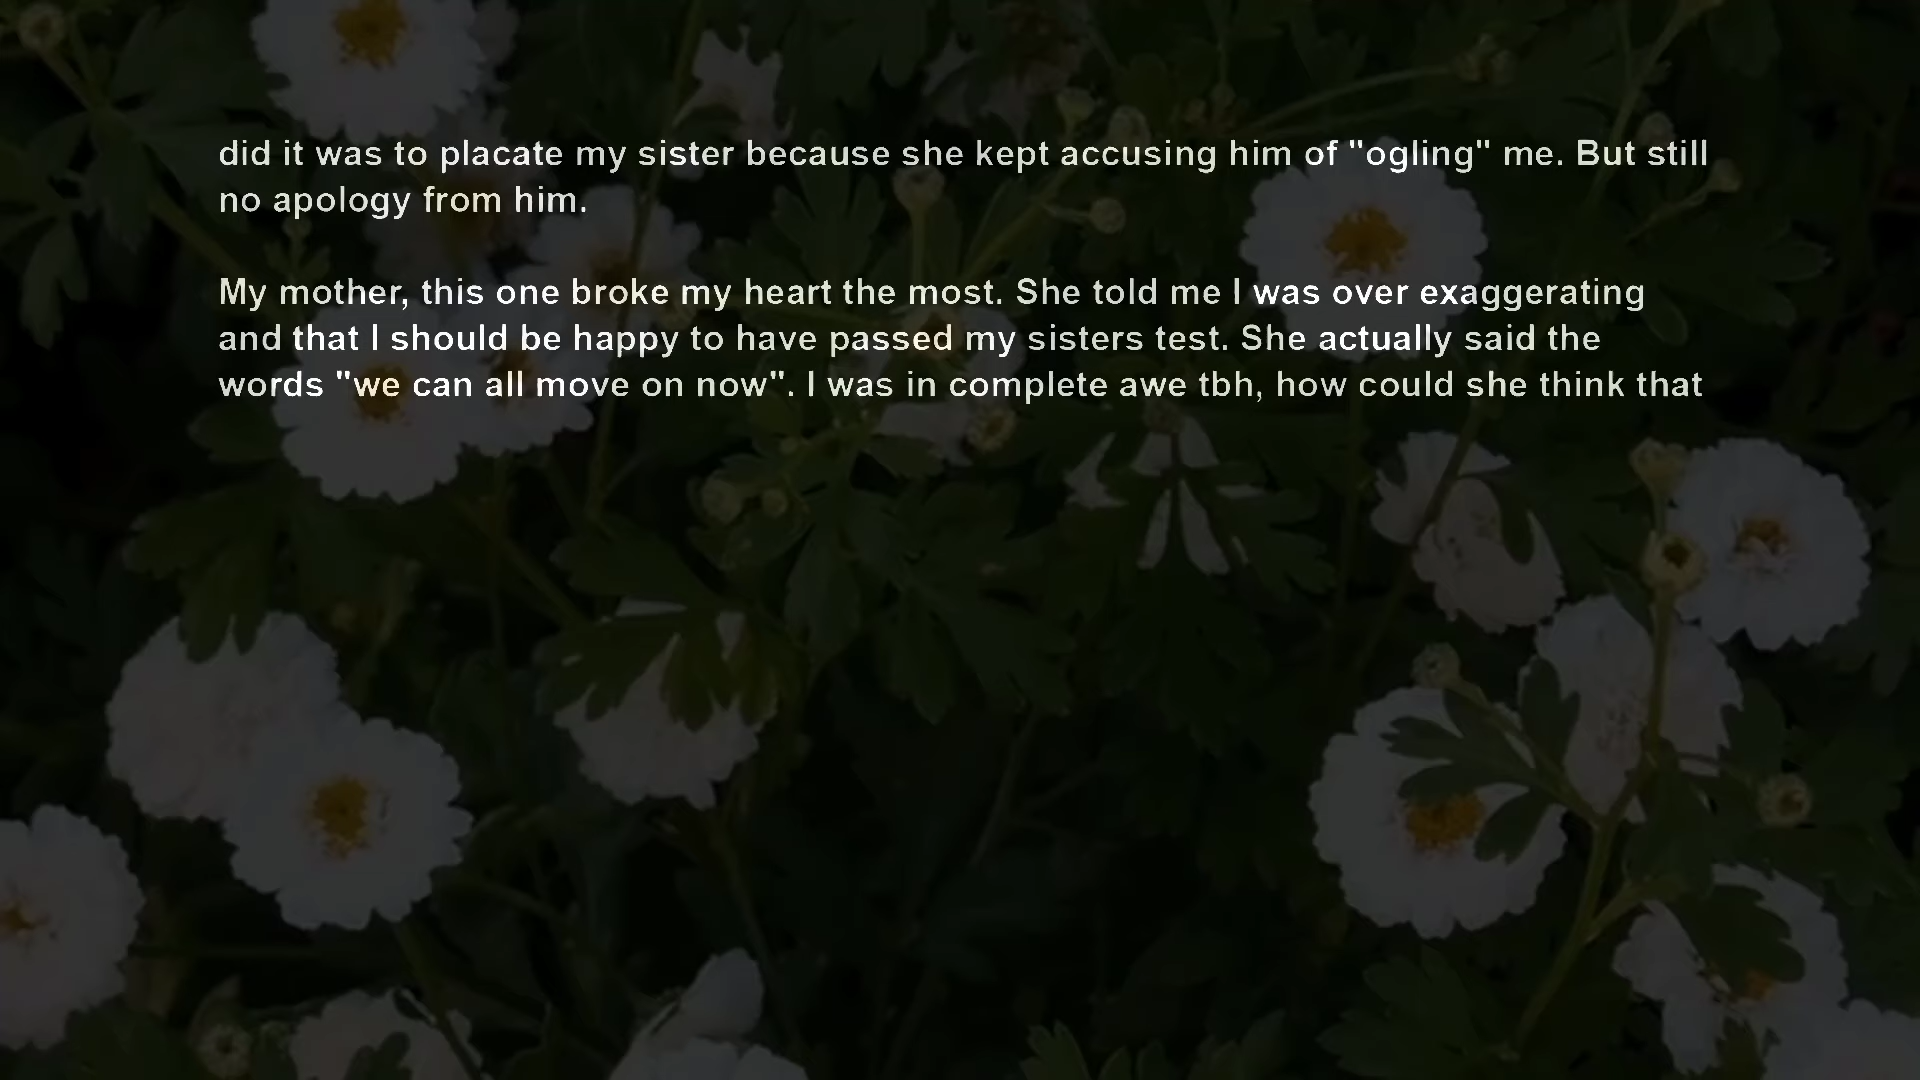 did it was to placate my sister because she kept accusing him of "ogling" me. But still
no apology from him.
My mother, this one broke my heart the most. She told me I was over exaggerating
and that I should be happy to have passed my sisters test. She actually said the
words "we can all move on now". I was in complete awe tbh, how could she think that